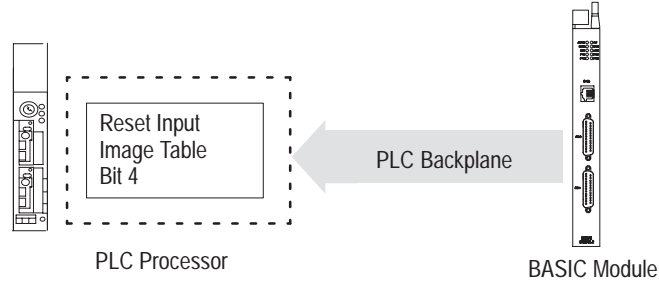 Reset Input
Image Table
Bit 4
PLC Backplane
PLC Processor
BASIC Module